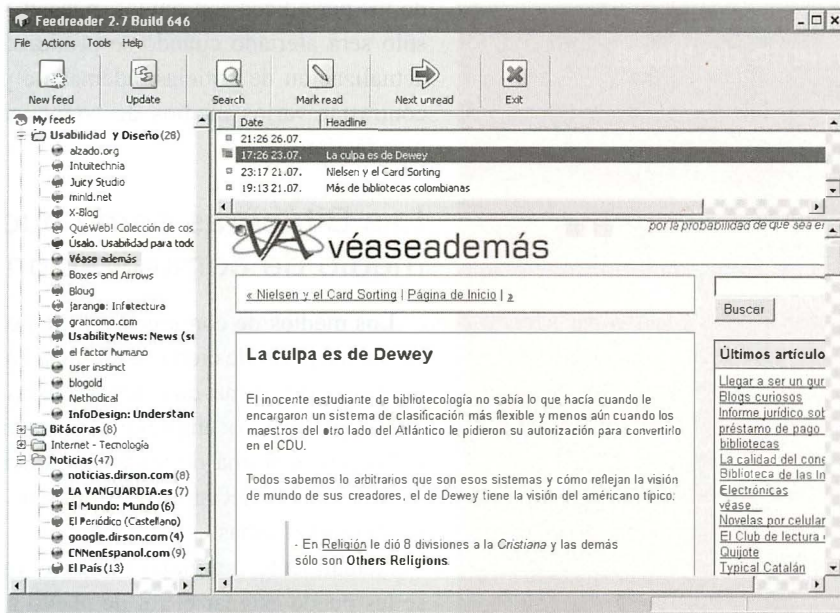 Feedreader 2.7 Build 646
File Actions Tools Help
New feed Update Search Mark read Next unread Exit
My feeds
Usabilidad y Diseño (28)
alzado.org
Intuitechnia
Juicy Studio
minid.net
X-Blog
QuéWeb! Colección de cos
Úsalo. Usabilidad para todo
Véase además
Boxes and Arrows
Bloug
jarango: Infotectura
grancomo.com
UsabilityNews: News (su
el factor humano
user instinct
blogold
Nethodical
InfoDesign: Understand
Bitácoras (8)
Internet - Tecnología
Noticias (47)
noticias.dirson.com (8)
LA VANGUARDIA.es (7)
El Mundo: Mundo (6)
El Periódico (Castellano)
google.dirson.com (4)
CNNenEspanol.com (9)
El País (13)
Date Headline
21:26 26.07.
17:26 23.07. La culpa es de Dewey
23:17 21.07. Nielsen y el Card Sorting
19:13 21.07. Más de bibliotecas colombianas
por la probabilidad de que sea er
VA véaseademás
« Nielsen y el Card Sorting | Página de Inicio | »
La culpa es de Dewey
El inocente estudiante de bibliotecología no sabía lo que hacía cuando le
encargaron un sistema de clasificación más flexible y menos aún cuando los
maestros del otro lado del Atlántico le pidieron su autorización para convertirlo
en el CDU.
Todos sabemos lo arbitrarios que son esos sistemas y cómo reflejan la visión
de mundo de sus creadores, el de Dewey tiene la visión del américano típico;
- En Religión le dió 8 divisiones a la Cristiana y las demás
sólo son Others Religions.
Buscar
Últimos artículo
Llegar a ser un gur
Blogs curiosos
Informe jurídico sob
préstamo de pago
bibliotecas
La calidad del cone
Biblioteca de las In
Electrónicas
véase
Novelas por celular
El Club de lectura
Quijote
Typical Catalán